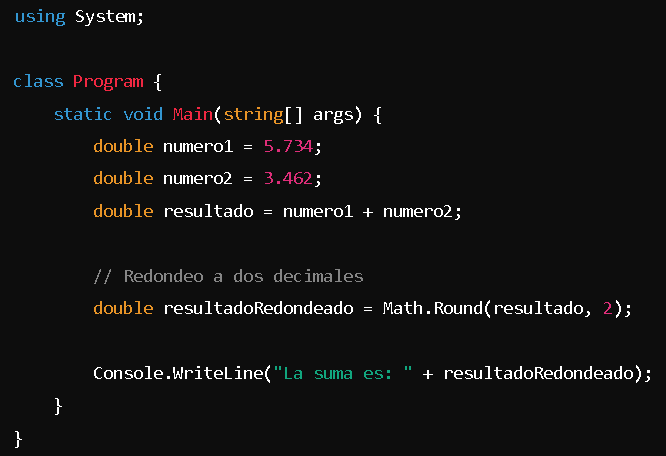 using System;
class Program {
static void Main(string[] args) {
double numero1 = 5.734;
double numero2 = 3.462;
double resultado = numero1 + numero2;
// Redondeo a dos decimales
double resultadoRedondeado = Math.Round(resultado, 2);
Console.WriteLine("La suma es: " + resultadoRedondeado);
}
}